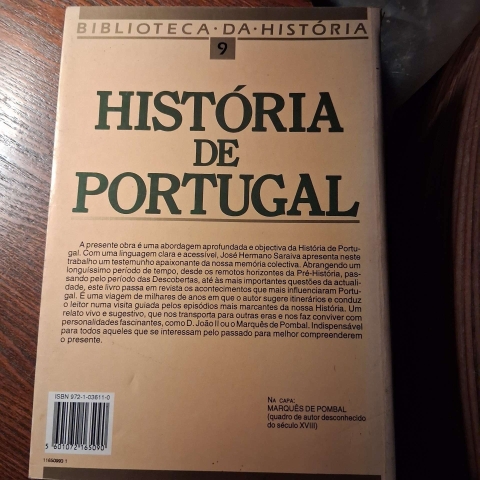 BIBLIOTECA·DA·HISTÓRIA
9
HISTÓRIA
DE
PORTUGAL
A presente obra é uma abordagem aprofundada e objectiva da História de Portu-
gal. Com uma linguagem clara e acessível, José Hermano Saraiva apresenta neste
trabalho um testemunho apaixonante da nossa memória colectiva. Abrangendo um
longuíssimo período de tempo, desde os remotos horizontes da Pré-História, pas-
sando pelo período das Descobertas, até às mais importantes questões da actuali-
dade, este livro passa em revista os acontecimentos que mais influenciaram Portu-
gal. É uma viagem de milhares de anos em que o autor sugere itinerários e conduz
o leitor numa visita guiada pelos episódios mais marcantes da nossa História. Um
relato vivo e sugestivo, que nos transporta para outras eras e nos faz conviver com
personalidades fascinantes, como D. João II ou o Marquês de Pombal. Indispensável
para todos aqueles que se interessam pelo passado para melhor compreenderem
o presente.
ISBN 972-1-03611-0
5 601072 165090
11650992 1
NA CAPA:
MARQUÊS DE POMBAL
(quadro de autor desconhecido
do século XVIII)